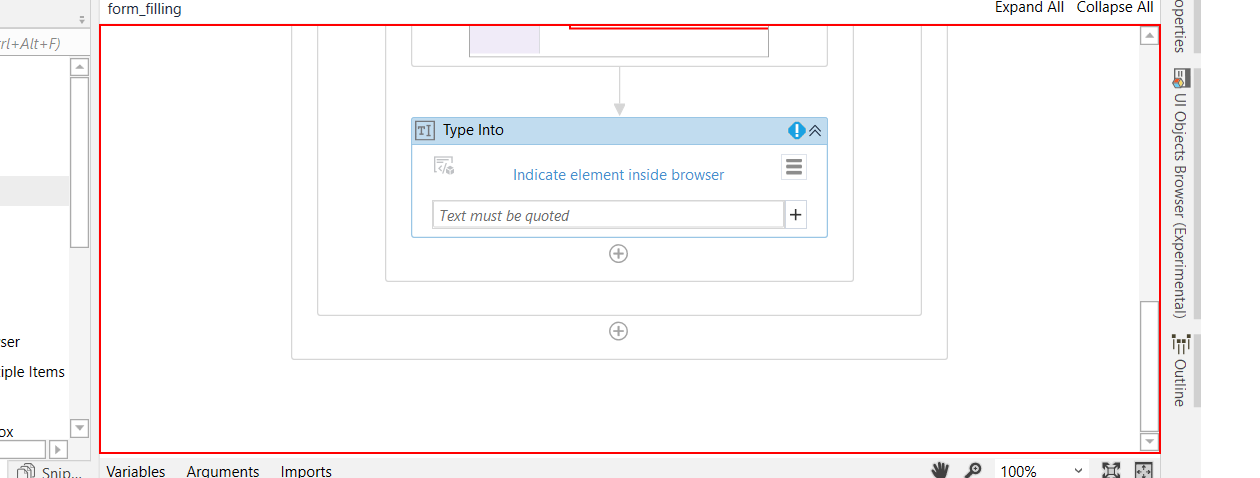 form_filling
Expand All Collapse All
rl+Alt+F)
Type Into
Indicate element inside browser
Text must be quoted
ser
iple Items
ox
Snip...
Variables Arguments Imports
100%
operties
UI Objects Browser (Experimental)
Outline